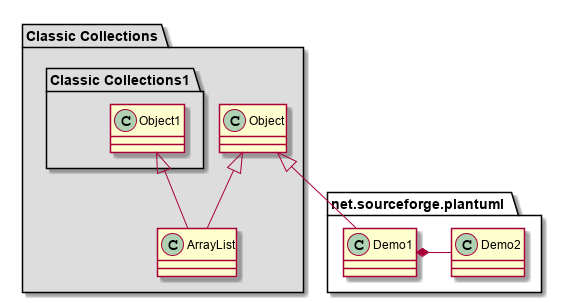 Classic Collections
Classic Collections1
C Object1
C Object
net.sourceforge.plantuml
C ArrayList
C Demo1
C Demo2